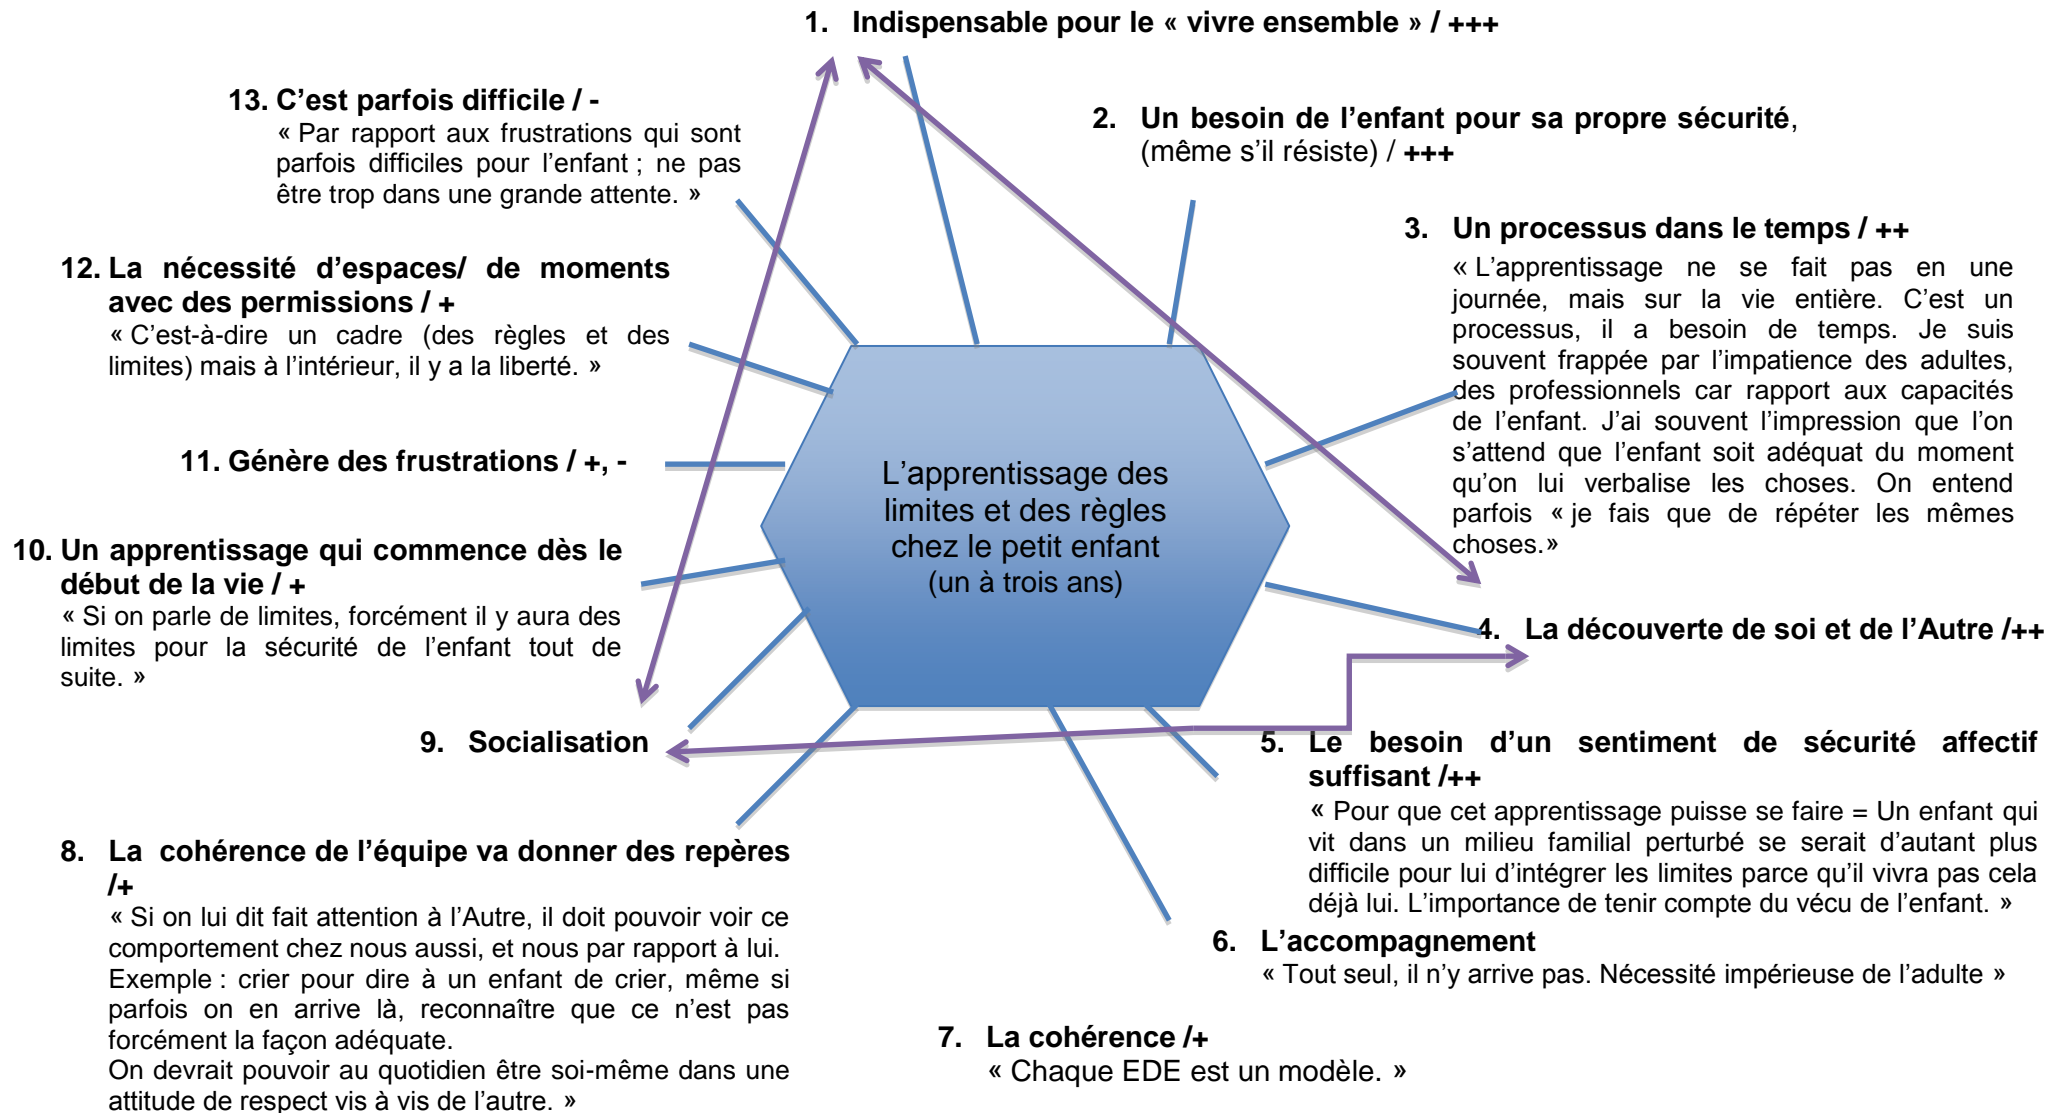 1. Indispensable pour le « vivre ensemble » / +++
2. Un besoin de l’enfant pour sa propre sécurité,
(même s’il résiste) / +++
3. Un processus dans le temps / ++
« L’apprentissage ne se fait pas en une
journée, mais sur la vie entière. C’est un
processus, il a besoin de temps. Je suis
souvent frappée par l’impatience des adultes,
des professionnels car rapport aux capacités
de l’enfant. J’ai souvent l’impression que l’on
s’attend que l’enfant soit adéquat du moment
qu’on lui verbalise les choses. On entend
parfois « je fais que de répéter les mêmes
choses.»
4. La découverte de soi et de l’Autre /++
5. Le besoin d’un sentiment de sécurité affectif
suffisant /++
« Pour que cet apprentissage puisse se faire = Un enfant qui
vit dans un milieu familial perturbé se serait d’autant plus
difficile pour lui d’intégrer les limites parce qu’il vivra pas cela
déjà lui. L’importance de tenir compte du vécu de l’enfant. »
6. L’accompagnement
« Tout seul, il n’y arrive pas. Nécessité impérieuse de l’adulte »
7. La cohérence /+
« Chaque EDE est un modèle. »
8. La cohérence de l’équipe va donner des repères
/+
« Si on lui dit fait attention à l’Autre, il doit pouvoir voir ce
comportement chez nous aussi, et nous par rapport à lui.
Exemple : crier pour dire à un enfant de crier, même si
parfois on en arrive là, reconnaître que ce n’est pas
forcément la façon adéquate.
On devrait pouvoir au quotidien être soi-même dans une
attitude de respect vis à vis de l’autre. »
9. Socialisation
10. Un apprentissage qui commence dès le
début de la vie / +
« Si on parle de limites, forcément il y aura des
limites pour la sécurité de l’enfant tout de
suite. »
11. Génère des frustrations / +, -
12. La nécessité d’espaces/ de moments
avec des permissions / +
« C’est-à-dire un cadre (des règles et des
limites) mais à l’intérieur, il y a la liberté. »
13. C’est parfois difficile / -
« Par rapport aux frustrations qui sont
parfois difficiles pour l’enfant ; ne pas
être trop dans une grande attente. »
L’apprentissage des
limites et des règles
chez le petit enfant
(un à trois ans)